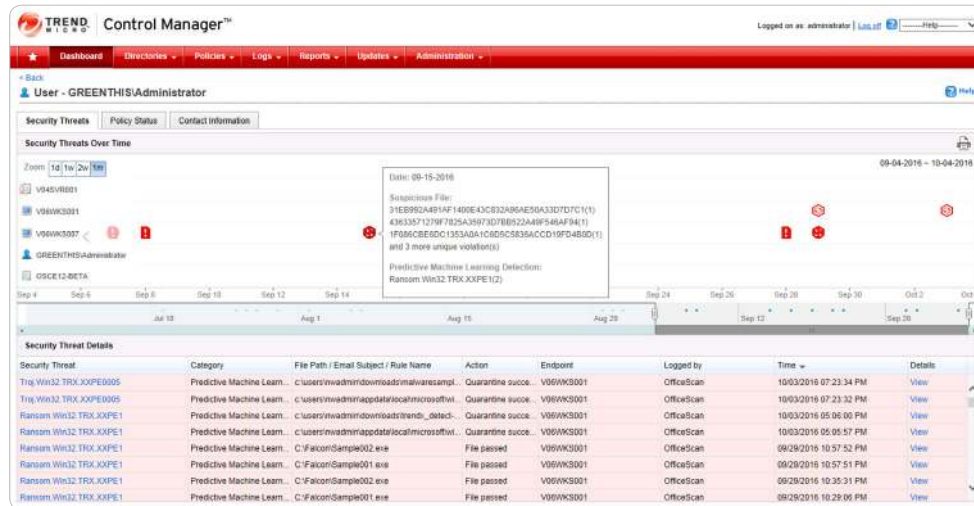 TREND MICRO Control Manager™
Logged on as: administrator | Log off --------Help--------
Dashboard Directories Policies Logs Reports Updates Administration
< Back
User - GREENTHIS\Administrator
Help
Security Threats Policy Status Contact Information
Security Threats Over Time
Zoom 1d 1w 2w 1m
09-04-2016 ~ 10-04-2016
V04SVR001
V06WKS001
V06WKS007
GREENTHIS\Administrator
OSCE12-BETA
Date: 09-15-2016
Suspicious File:
and 3 more unique violation(s)
Predictive Machine Learning Detection:
Ransom.Win32.TRX.XXPE1(2)
Sep 4 Sep 6 Sep 8 Sep 10 Sep 12 Sep 14 Sep 24 Sep 26 Sep 28 Sep 30 Oct 2 Oct
Jul 18 Aug 1 Aug 15 Aug 29 Sep 12 Sep 26
Security Threat Details
Security Threat Category File Path / Email Subject / Rule Name Action Endpoint Logged by Time Details
Troj.Win32.TRX.XXPE0005 Predictive Machine Learn... c:\users\nwadmin\downloads\malwaresampl... Quarantine succe... V06WKS001 OfficeScan 10/03/2016 07:23:34 PM View
Troj.Win32.TRX.XXPE0005 Predictive Machine Learn... c:\users\nwadmin\appdata\local\microsoft\wi... Quarantine succe... V06WKS001 OfficeScan 10/03/2016 07:23:32 PM View
Ransom.Win32.TRX.XXPE1 Predictive Machine Learn... c:\users\nwadmin\downloads\trendx_detect-... Quarantine succe... V06WKS001 OfficeScan 10/03/2016 05:06:00 PM View
Ransom.Win32.TRX.XXPE1 Predictive Machine Learn... c:\users\nwadmin\appdata\local\microsoft\wi... Quarantine succe... V06WKS001 OfficeScan 10/03/2016 05:05:57 PM View
Ransom.Win32.TRX.XXPE1 Predictive Machine Learn... C:\Falcon\Sample002.exe File passed V06WKS001 OfficeScan 09/29/2016 10:57:52 PM View
Ransom.Win32.TRX.XXPE1 Predictive Machine Learn... C:\Falcon\Sample001.exe File passed V06WKS001 OfficeScan 09/29/2016 10:57:51 PM View
Ransom.Win32.TRX.XXPE1 Predictive Machine Learn... C:\Falcon\Sample002.exe File passed V06WKS001 OfficeScan 09/29/2016 10:35:31 PM View
Ransom.Win32.TRX.XXPE1 Predictive Machine Learn... C:\Falcon\Sample001.exe File passed V06WKS001 OfficeScan 09/29/2016 10:29:06 PM View